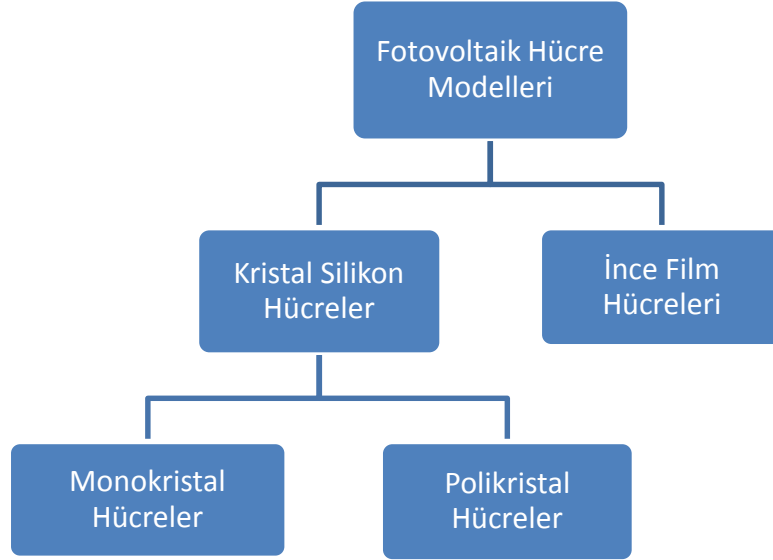 Fotovoltaik Hücre
Modelleri
Kristal Silikon
Hücreler
İnce Film
Hücreleri
Monokristal
Hücreler
Polikristal
Hücreler